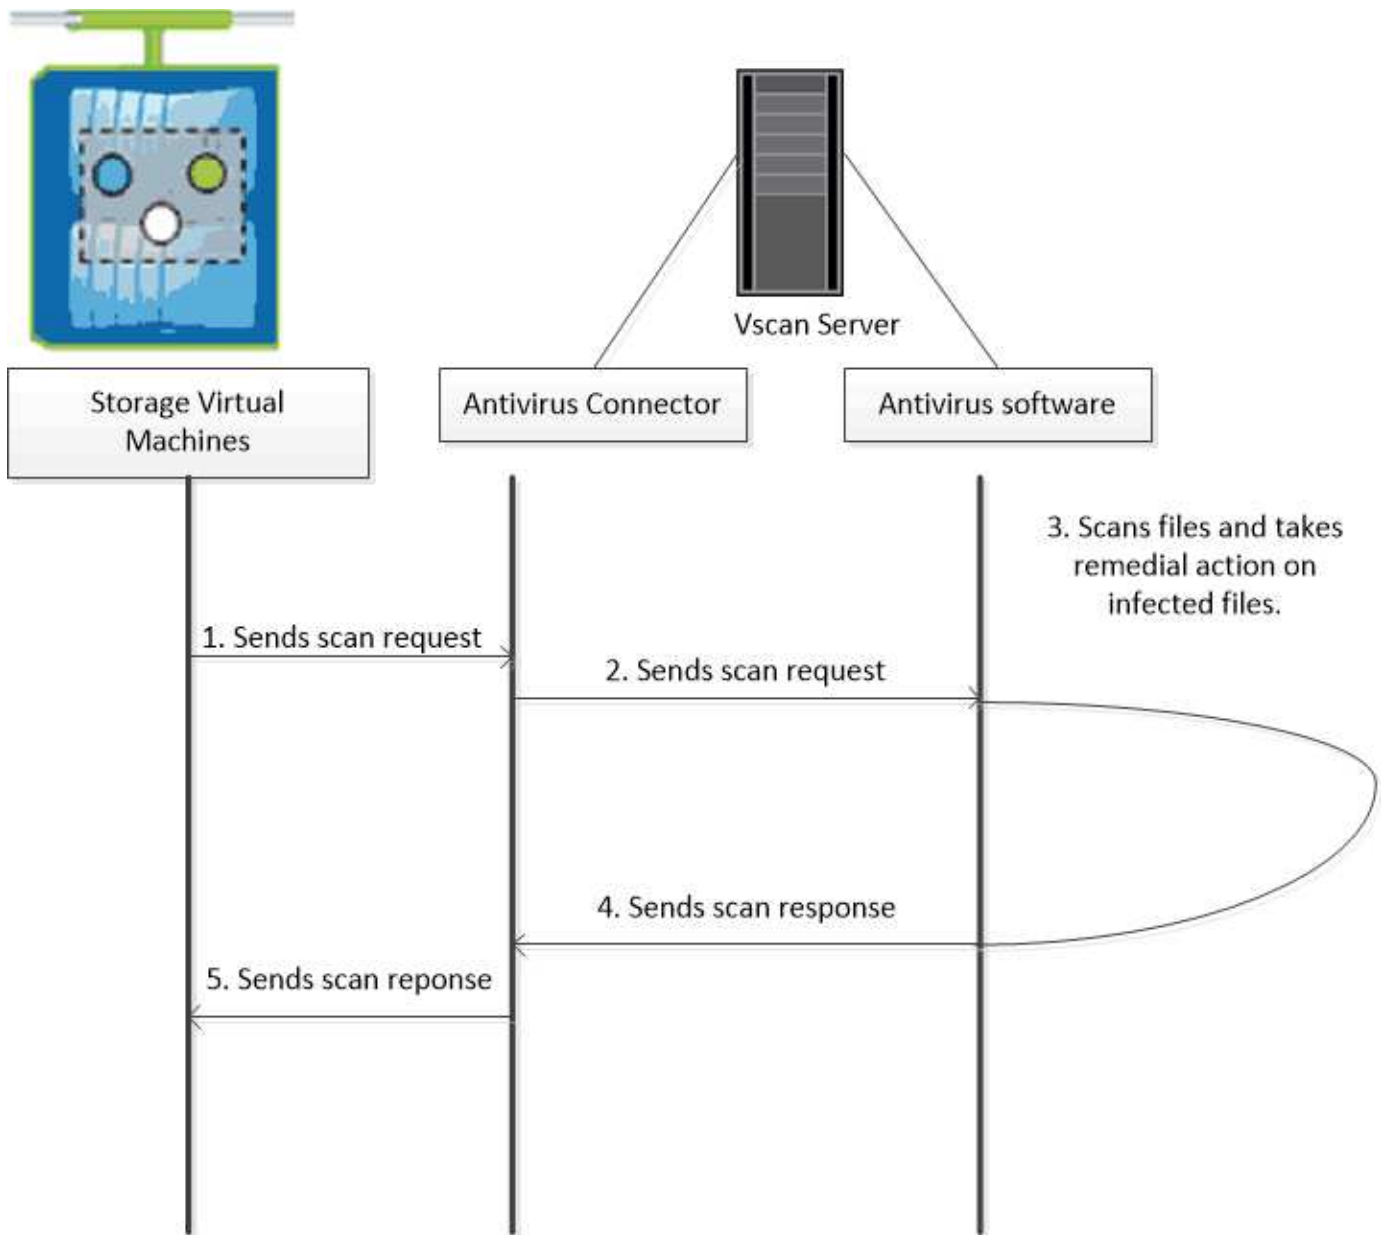 Vscan Server
Storage Virtual
Machines
Antivirus Connector
Antivirus software
3. Scans files and takes
remedial action on
infected files.
1. Sends scan request
2. Sends scan request
4. Sends scan response
5. Sends scan reponse